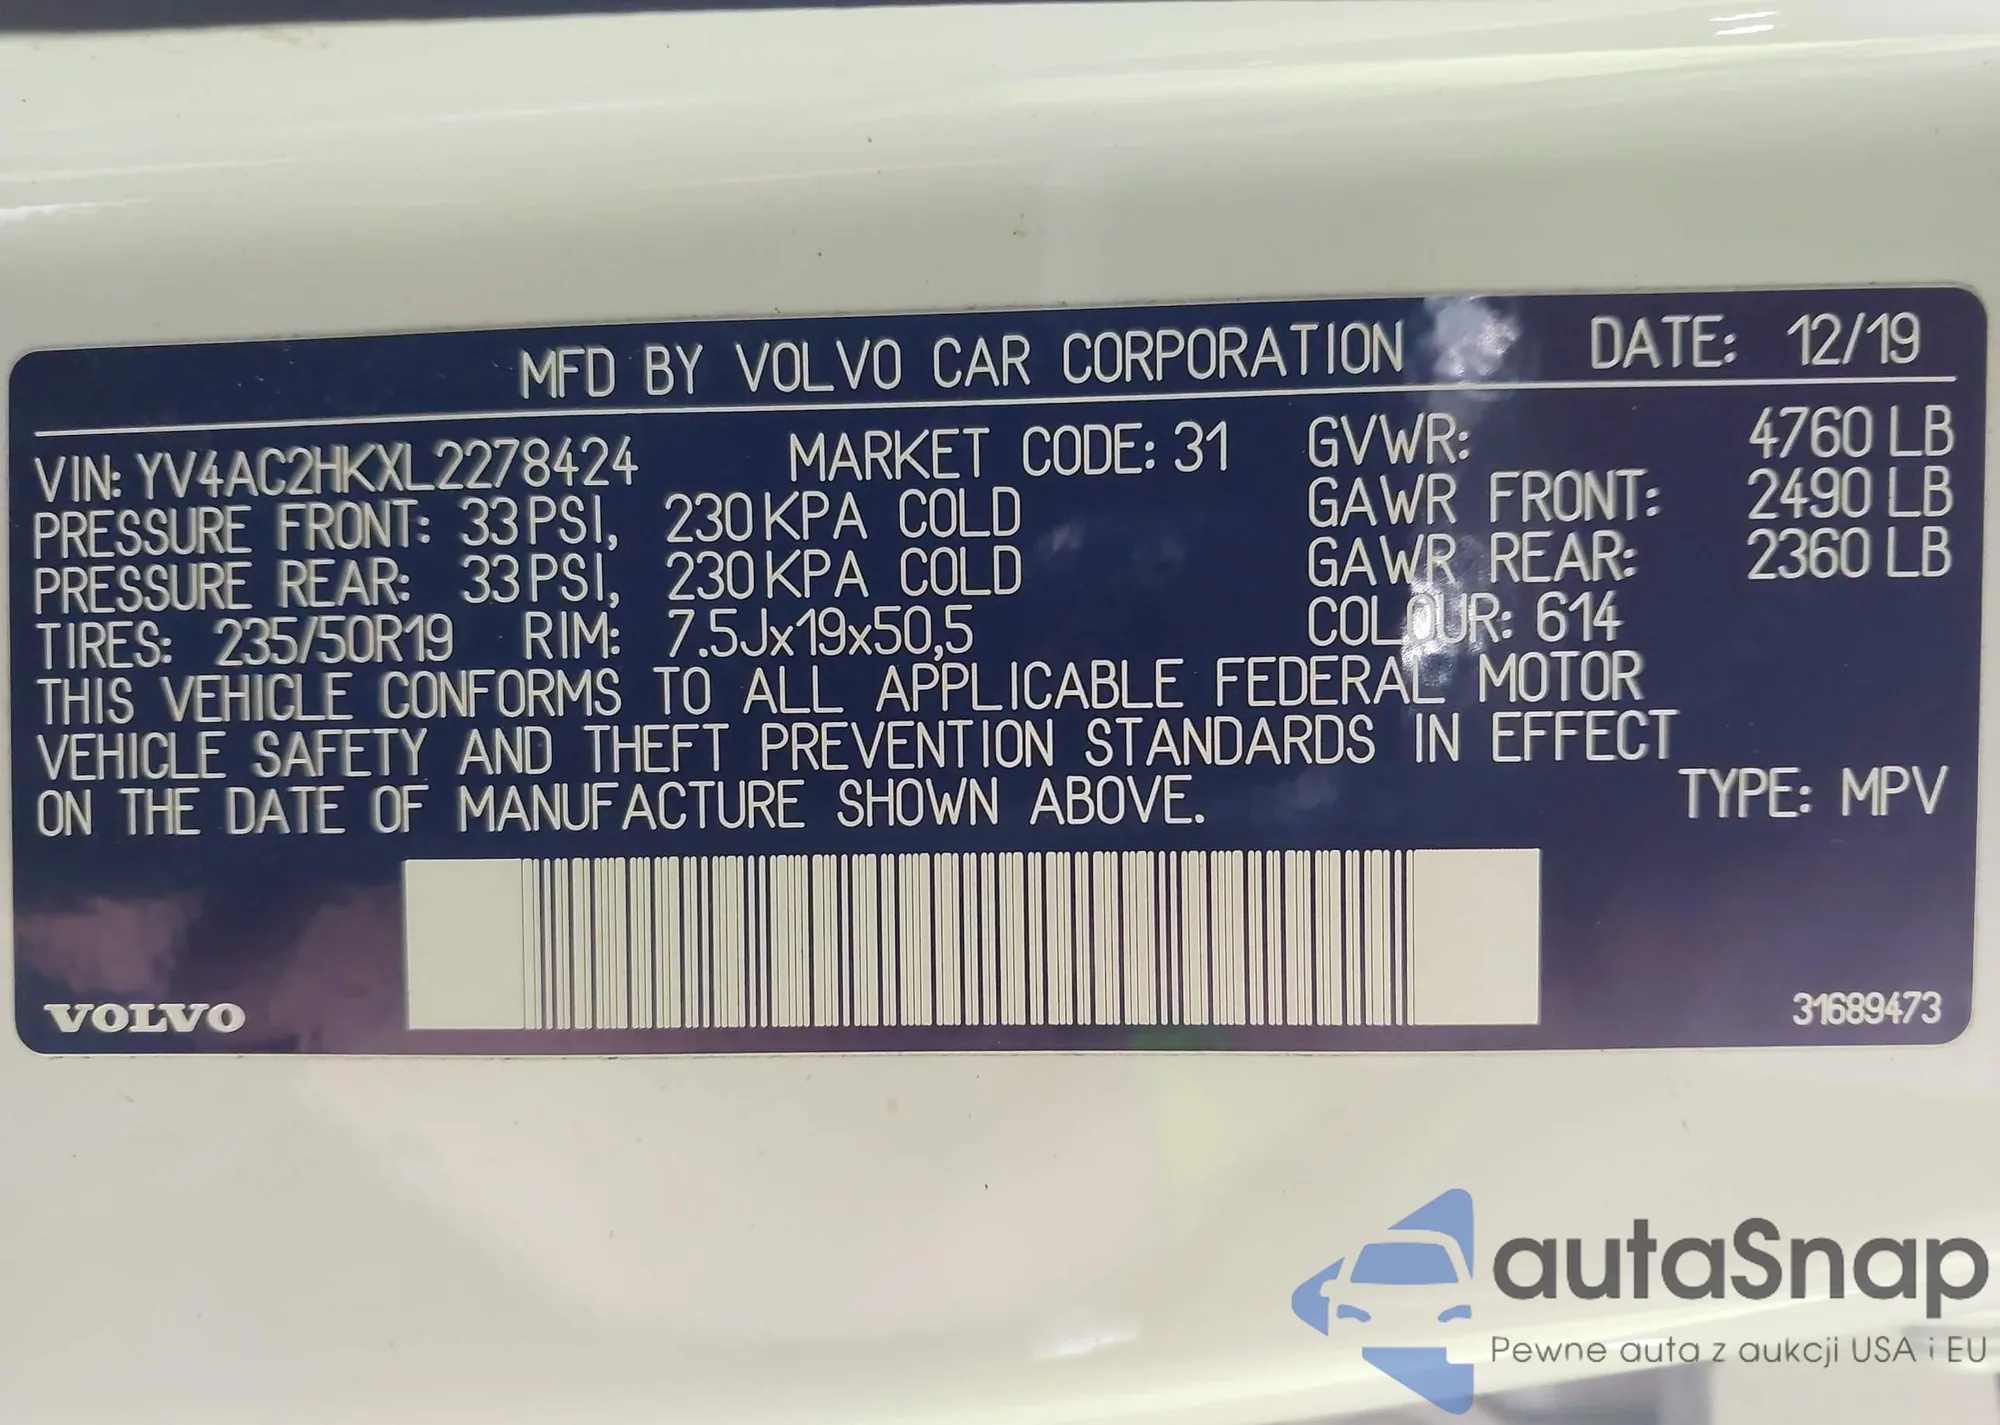 MFD BY VOLVO CAR CORPORATION DATE: 12/19
VIN: YV4AC2HKXL2278424 MARKET CODE: 31 GVWR: 4760 LB
PRESSURE FRONT: 33 PSI, 230 KPA COLD GAWR FRONT: 2490 LB
PRESSURE REAR: 33 PSI, 230 KPA COLD GAWR REAR: 2360 LB
TIRES: 235/50R19 RIM: 7.5Jx19x50,5 COLOUR: 614
THIS VEHICLE CONFORMS TO ALL APPLICABLE FEDERAL MOTOR
VEHICLE SAFETY AND THEFT PREVENTION STANDARDS IN EFFECT
ON THE DATE OF MANUFACTURE SHOWN ABOVE. TYPE: MPV
VOLVO 31689473
autaSnap
Pewne auta z aukcji USA i EU